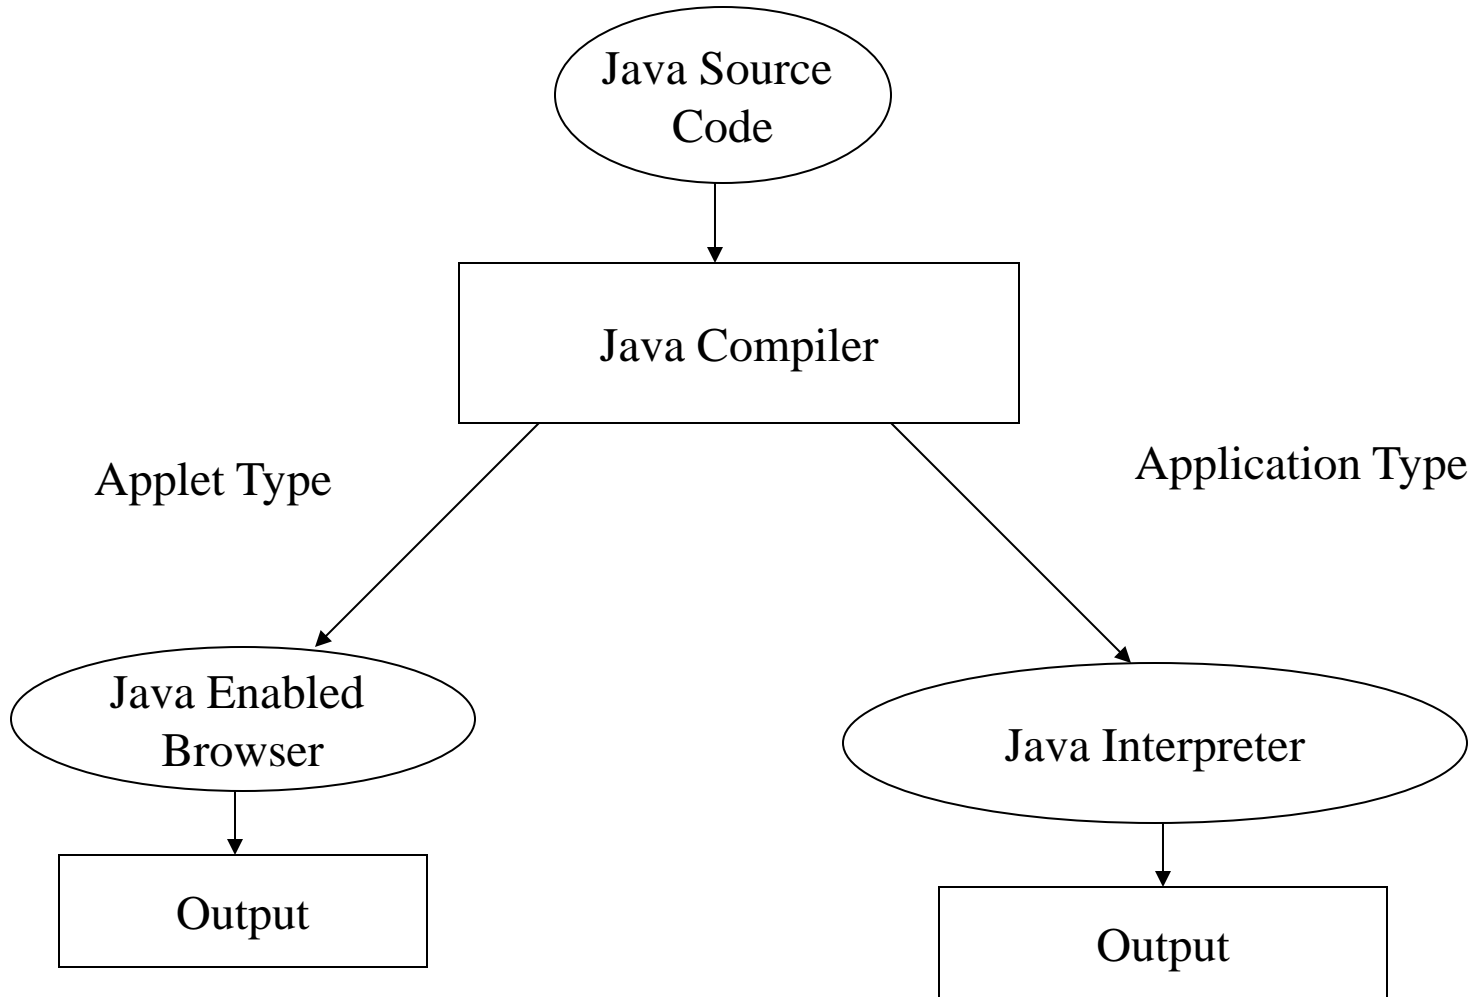 Java Source
Code
Java Compiler
Applet Type
Application Type
Java Enabled
Browser
Java Interpreter
Output
Output